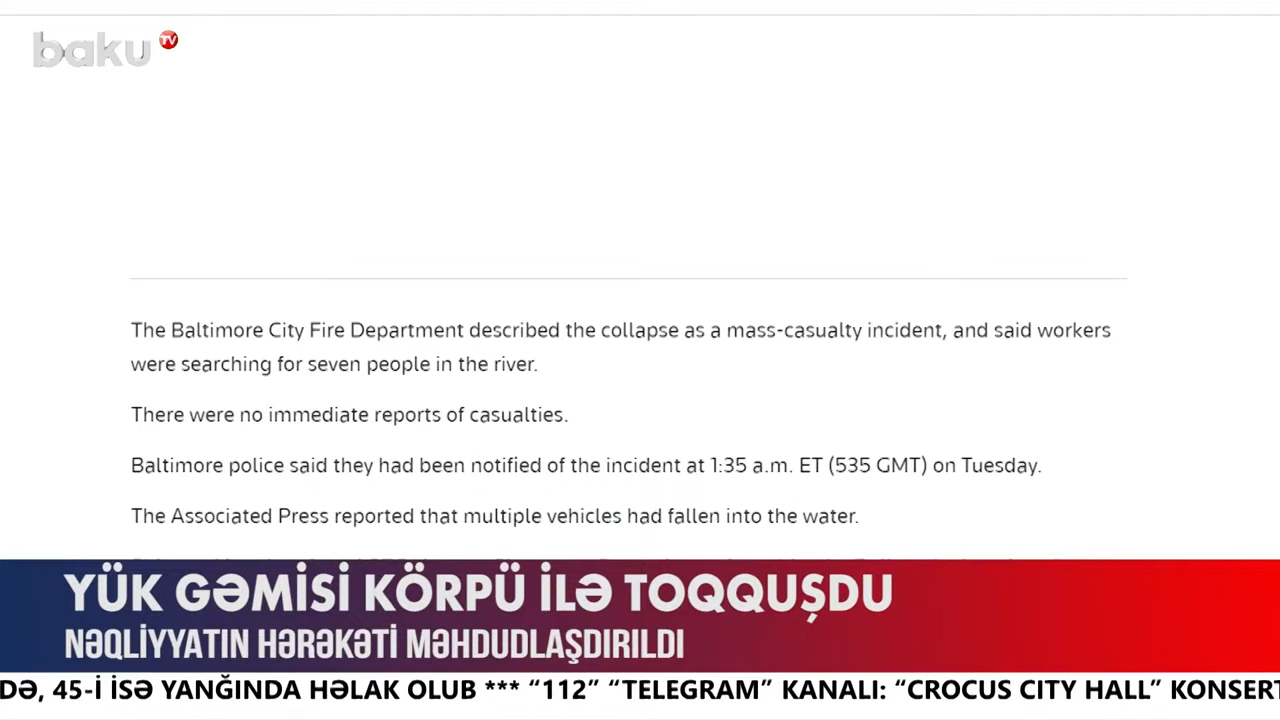 baku TV
The Baltimore City Fire Department described the collapse as a mass-casualty incident, and said workers
were searching for seven people in the river.
There were no immediate reports of casualties.
Baltimore police said they had been notified of the incident at 1:35 a.m. ET (535 GMT) on Tuesday.
The Associated Press reported that multiple vehicles had fallen into the water.
YÜK GƏMİSİ KÖRPÜ İLƏ TOQQUŞDU
NƏQLİYYATIN HƏRƏKƏTİ MƏHDUDLAŞDIRILDI
DƏ, 45-İ İSƏ YANĞINDA HƏLAK OLUB *** “112” “TELEGRAM” KANALI: “CROCUS CITY HALL” KONSERT